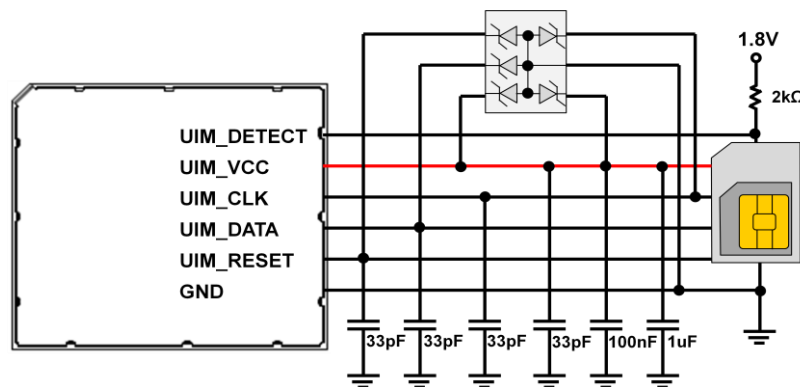 1.8V
2kΩ
UIM_DETECT
UIM_VCC
UIM_CLK
UIM_DATA
UIM_RESET
GND
33pF 33pF 33pF 33pF 100nF 1uF